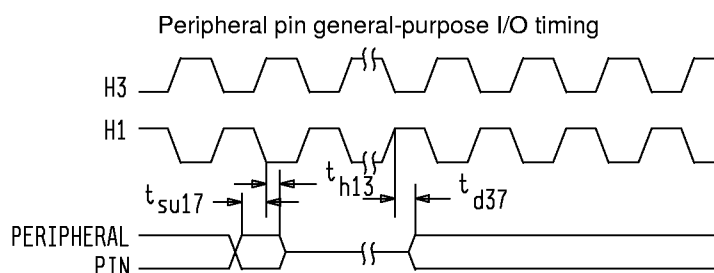 Peripheral pin general-purpose I/O timing
H3
H1
t h13
t su17
t d37
PERIPHERAL
PIN